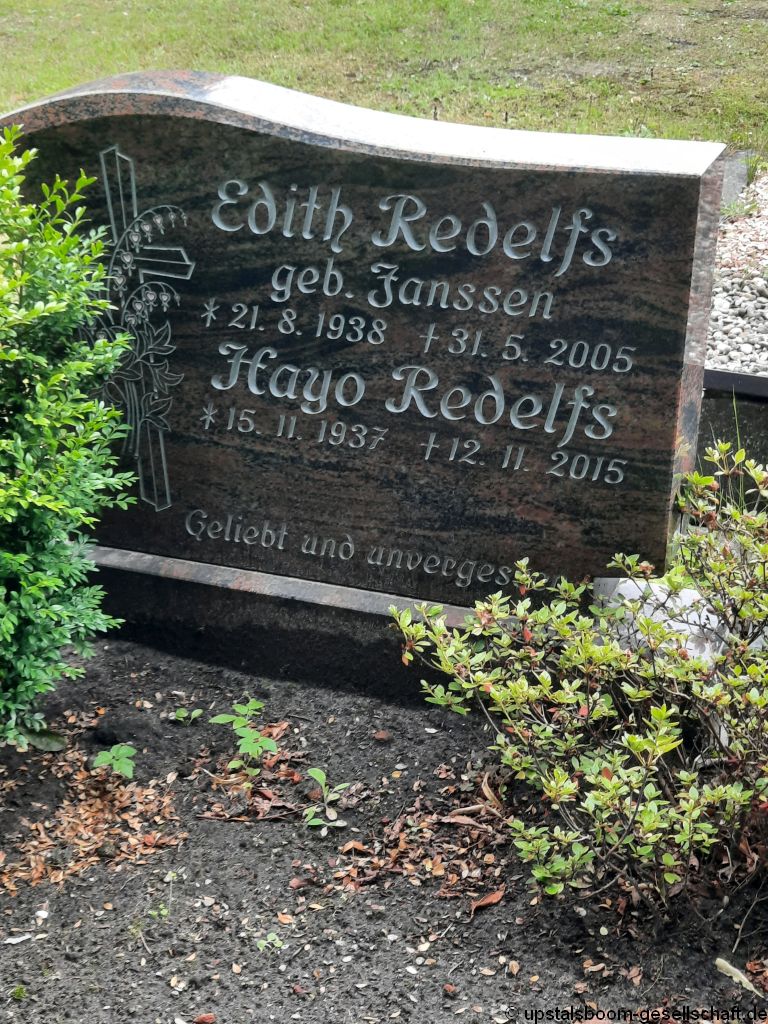 Edith Redelfs
geb. Janssen
* 21. 8. 1938 † 31. 5. 2005
Hayo Redelfs
* 15. 11. 1937 † 12. 11. 2015
Geliebt und unverges
© upstalsboom-gesellschaft.de